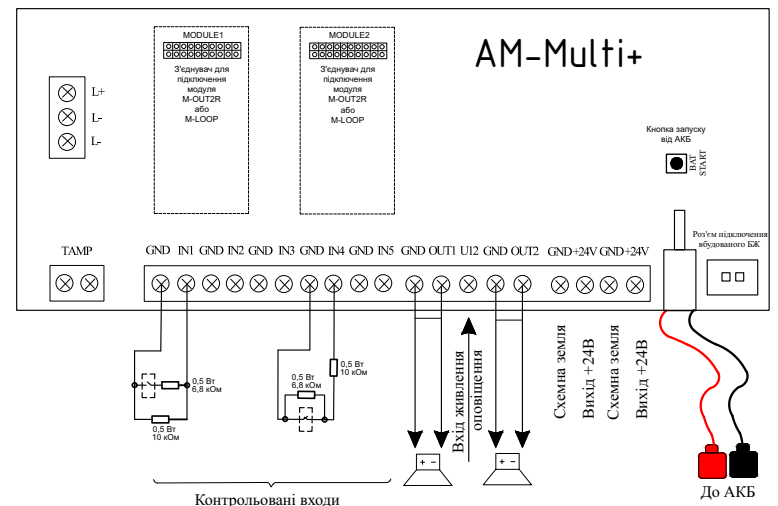 MODULE1
З'єднувач для
підключення
модуля
M-OUT2R
або
M-LOOP
MODULE2
З'єднувач для
підключення
модуля
M-OUT2R
або
M-LOOP
AM-Multi+
L+
L-
L-
Кнопка запуску
від АКБ
BAT
START
Роз'єм підключення
вбудованого БЖ
TAMP
GND IN1 GND IN2 GND IN3 GND IN4 GND IN5 GND OUT1 U12 GND OUT2 GND +24V GND +24V
0,5 Вт
6,8 кОм
0,5 Вт
10 кОм
0,5 Вт
10 кОм
0,5 Вт
6,8 кОм
+ -
Вхід живлення
оповіщення
+ -
Схемна земля
Вихід +24В
Схемна земля
Вихід +24В
До АКБ
Контрольовані входи